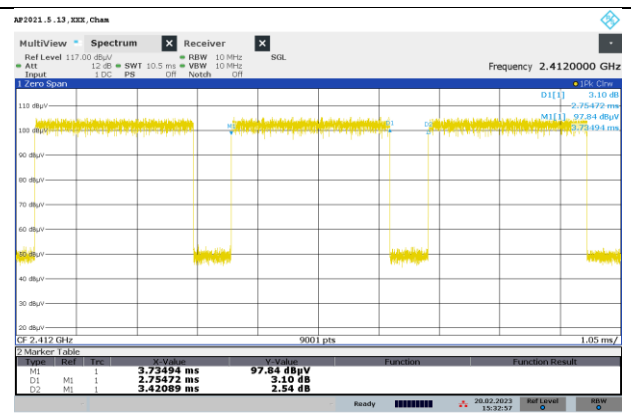 AP2021.5.13,XXX,Cham
MultiView Spectrum X Receiver X
Ref Level 117.00 dBµV RBW 10 MHz SGL
Att 12 dB SWT 10.5 ms VBW 10 MHz Frequency 2.4120000 GHz
Input 1 DC PS Off Notch Off
1 Zero Span 1Pk Clrw
D1[1] 3.10 dB
2.75472 ms
M1[1] 97.84 dBµV
3.73494 ms
110 dBµV
100 dBµV
M1 D1
90 dBµV
80 dBµV
70 dBµV
60 dBµV
50 dBµV
40 dBµV
30 dBµV
20 dBµV
CF 2.412 GHz 9001 pts 1.05 ms/
2 Marker Table
Type Ref Trc X-Value Y-Value Function Function Result
M1 1 3.73494 ms 97.84 dBµV
D1 M1 1 2.75472 ms 3.10 dB
D2 M1 1 3.42089 ms 2.54 dB
Ready 20.02.2023 Ref Level RBW
15:32:57